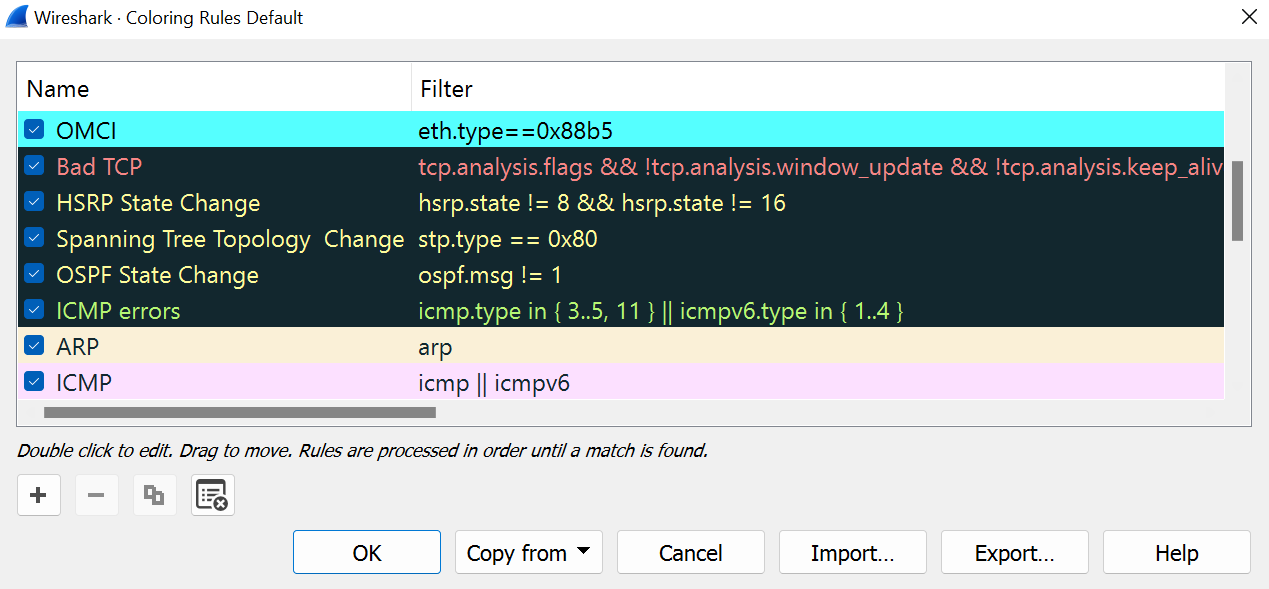 Wireshark · Coloring Rules Default
Name Filter
OMCI eth.type==0x88b5
Bad TCP tcp.analysis.flags && !tcp.analysis.window_update && !tcp.analysis.keep_aliv
HSRP State Change hsrp.state != 8 && hsrp.state != 16
Spanning Tree Topology  Change stp.type == 0x80
OSPF State Change ospf.msg != 1
ICMP errors icmp.type in { 3..5, 11 } || icmpv6.type in { 1..4 }
ARP arp
ICMP icmp || icmpv6
Double click to edit. Drag to move. Rules are processed in order until a match is found.
OK Copy from Cancel Import... Export... Help